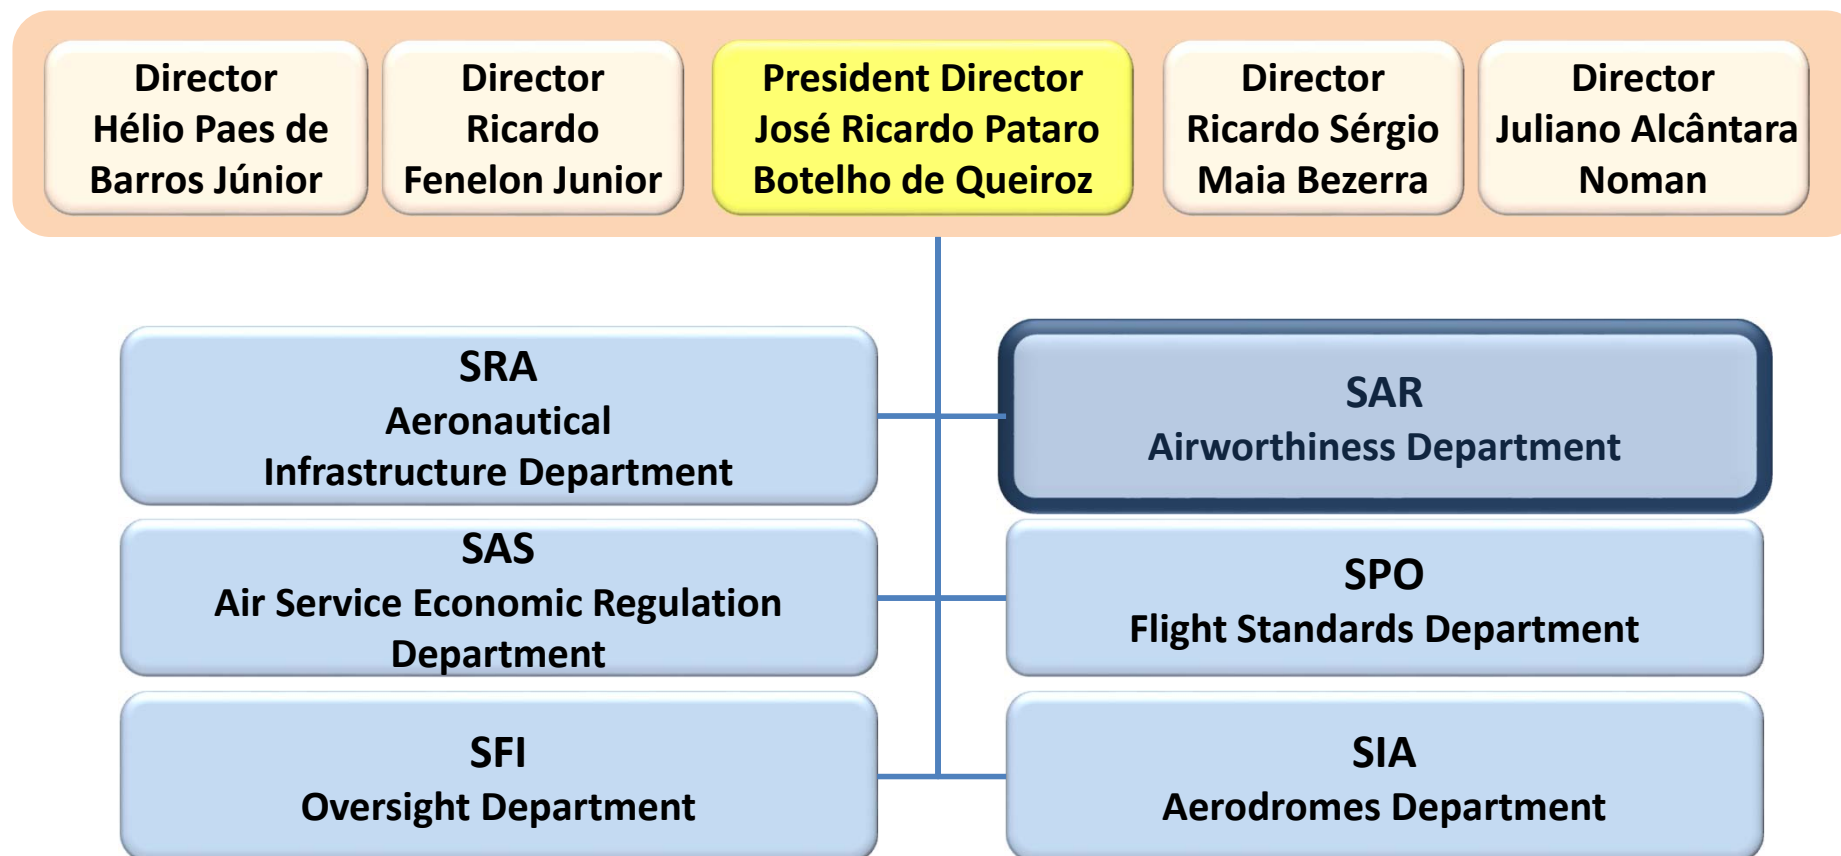 Director
Hélio Paes de
Barros Júnior
Director
Ricardo
Fenelon Junior
President Director
José Ricardo Pataro
Botelho de Queiroz
Director
Ricardo Sérgio
Maia Bezerra
Director
Juliano Alcântara
Noman
SRA
Aeronautical
Infrastructure Department
SAR
Airworthiness Department
SAS
Air Service Economic Regulation
Department
SPO
Flight Standards Department
SFI
Oversight Department
SIA
Aerodromes Department